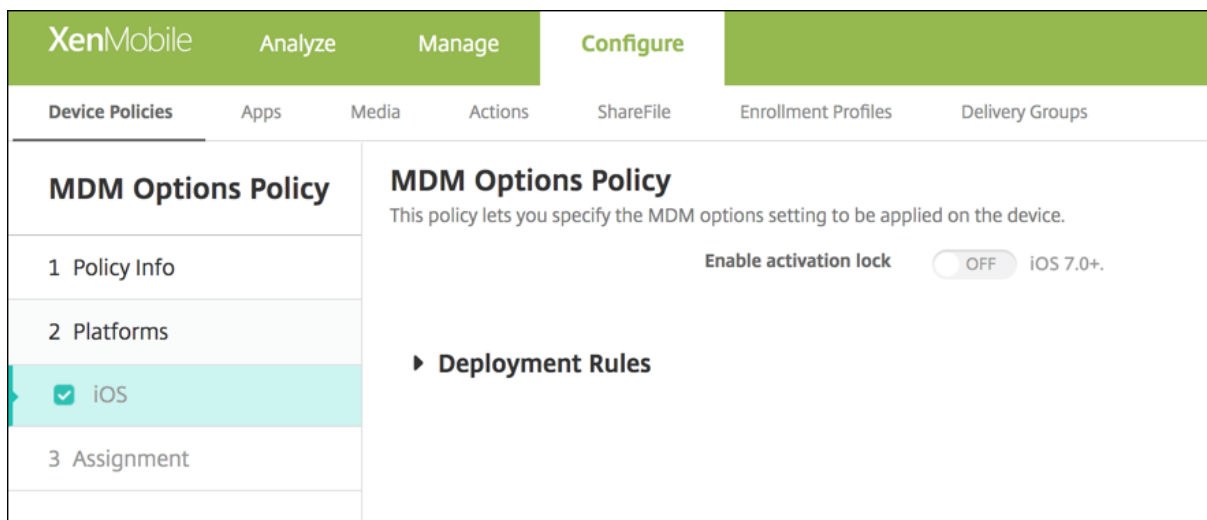 XenMobile Analyze Manage Configure
Device Policies Apps Media Actions ShareFile Enrollment Profiles Delivery Groups
MDM Options Policy
1 Policy Info
2 Platforms
iOS
3 Assignment
MDM Options Policy
This policy lets you specify the MDM options setting to be applied on the device.
Enable activation lock OFF iOS 7.0+.
Deployment Rules